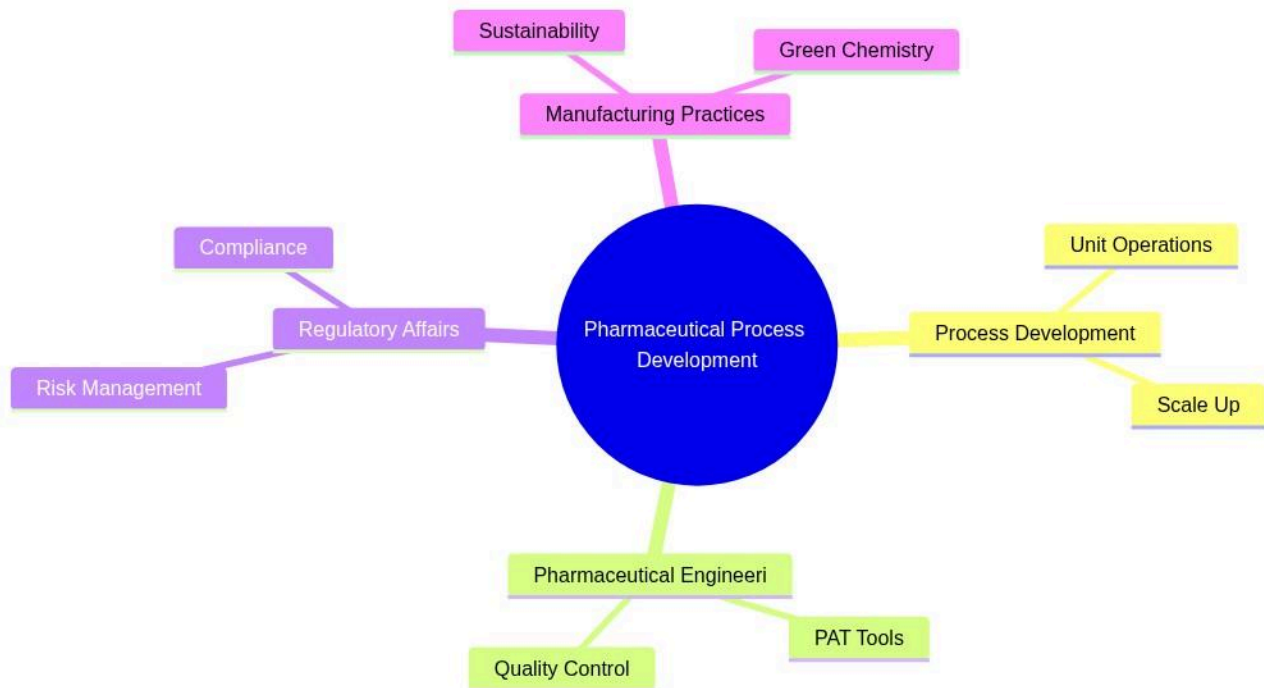 Sustainability
Green Chemistry
Manufacturing Practices
Compliance
Regulatory Affairs
Risk Management
Pharmaceutical Process
Development
Unit Operations
Process Development
Scale Up
Pharmaceutical Engineeri
PAT Tools
Quality Control